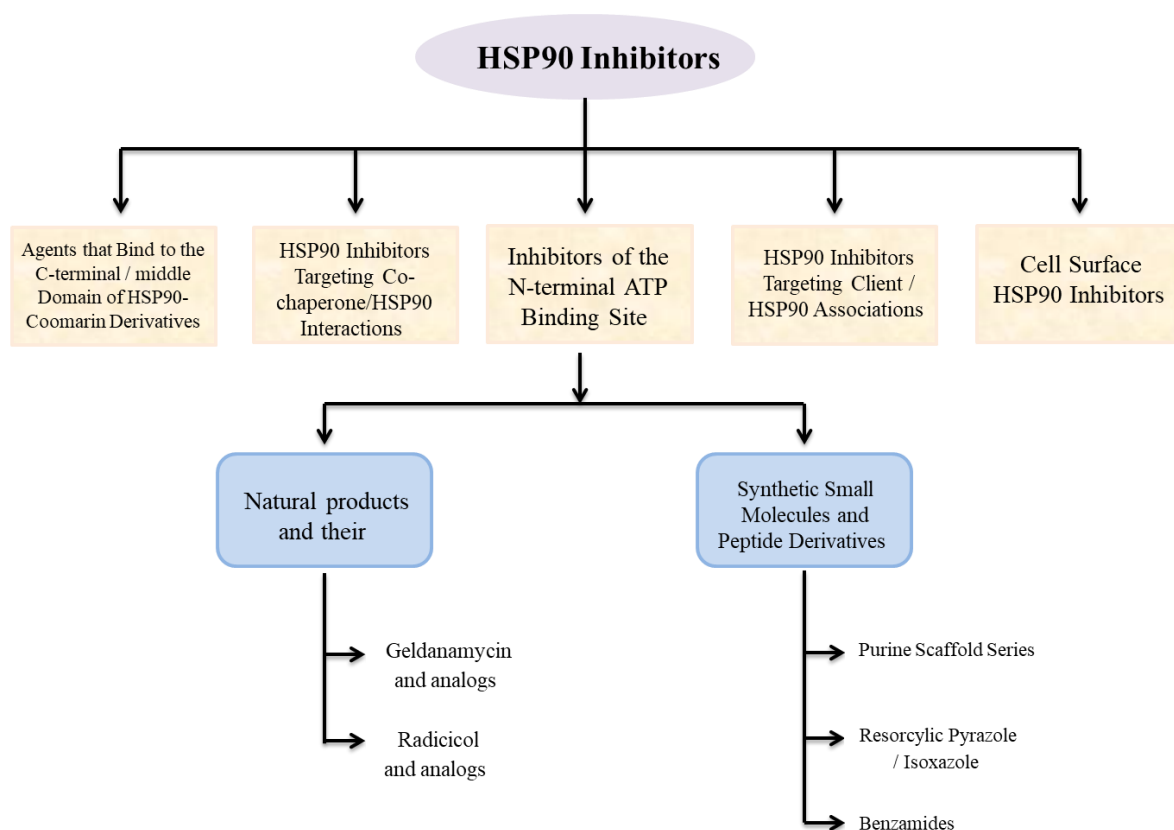 HSP90 Inhibitors
Agents that Bind to the
C-terminal / middle
Domain of HSP90-
Coomarin Derivatives
HSP90 Inhibitors
Targeting Co-
chaperone/HSP90
Interactions
Inhibitors of the
N-terminal ATP
Binding Site
HSP90 Inhibitors
Targeting Client /
HSP90 Associations
Cell Surface
HSP90 Inhibitors
Natural products
and their
Synthetic Small
Molecules and
Peptide Derivatives
Geldanamycin
and analogs
Radicicol
and analogs
Purine Scaffold Series
Resorcylic Pyrazole
/ Isoxazole
Benzamides